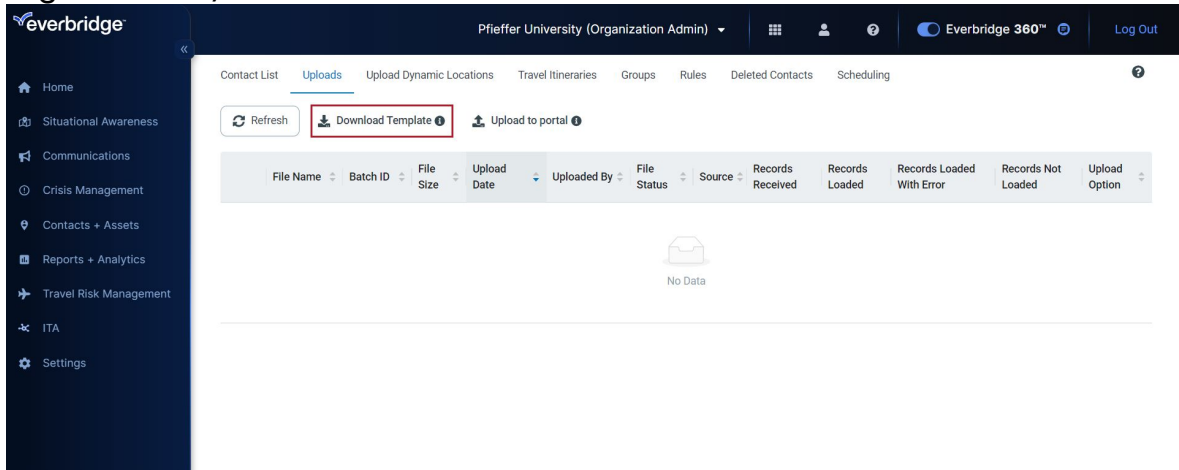 everbridge
Pfieffer University (Organization Admin)
Everbridge 360™
Log Out
«
Home
Situational Awareness
Communications
Crisis Management
Contacts + Assets
Reports + Analytics
Travel Risk Management
ITA
Settings
Contact List Uploads Upload Dynamic Locations Travel Itineraries Groups Rules Deleted Contacts Scheduling
Refresh Download Template Upload to portal
File Name Batch ID File Size Upload Date Uploaded By File Status Source Records Received Records Loaded Records Loaded With Error Records Not Loaded Upload Option
No Data